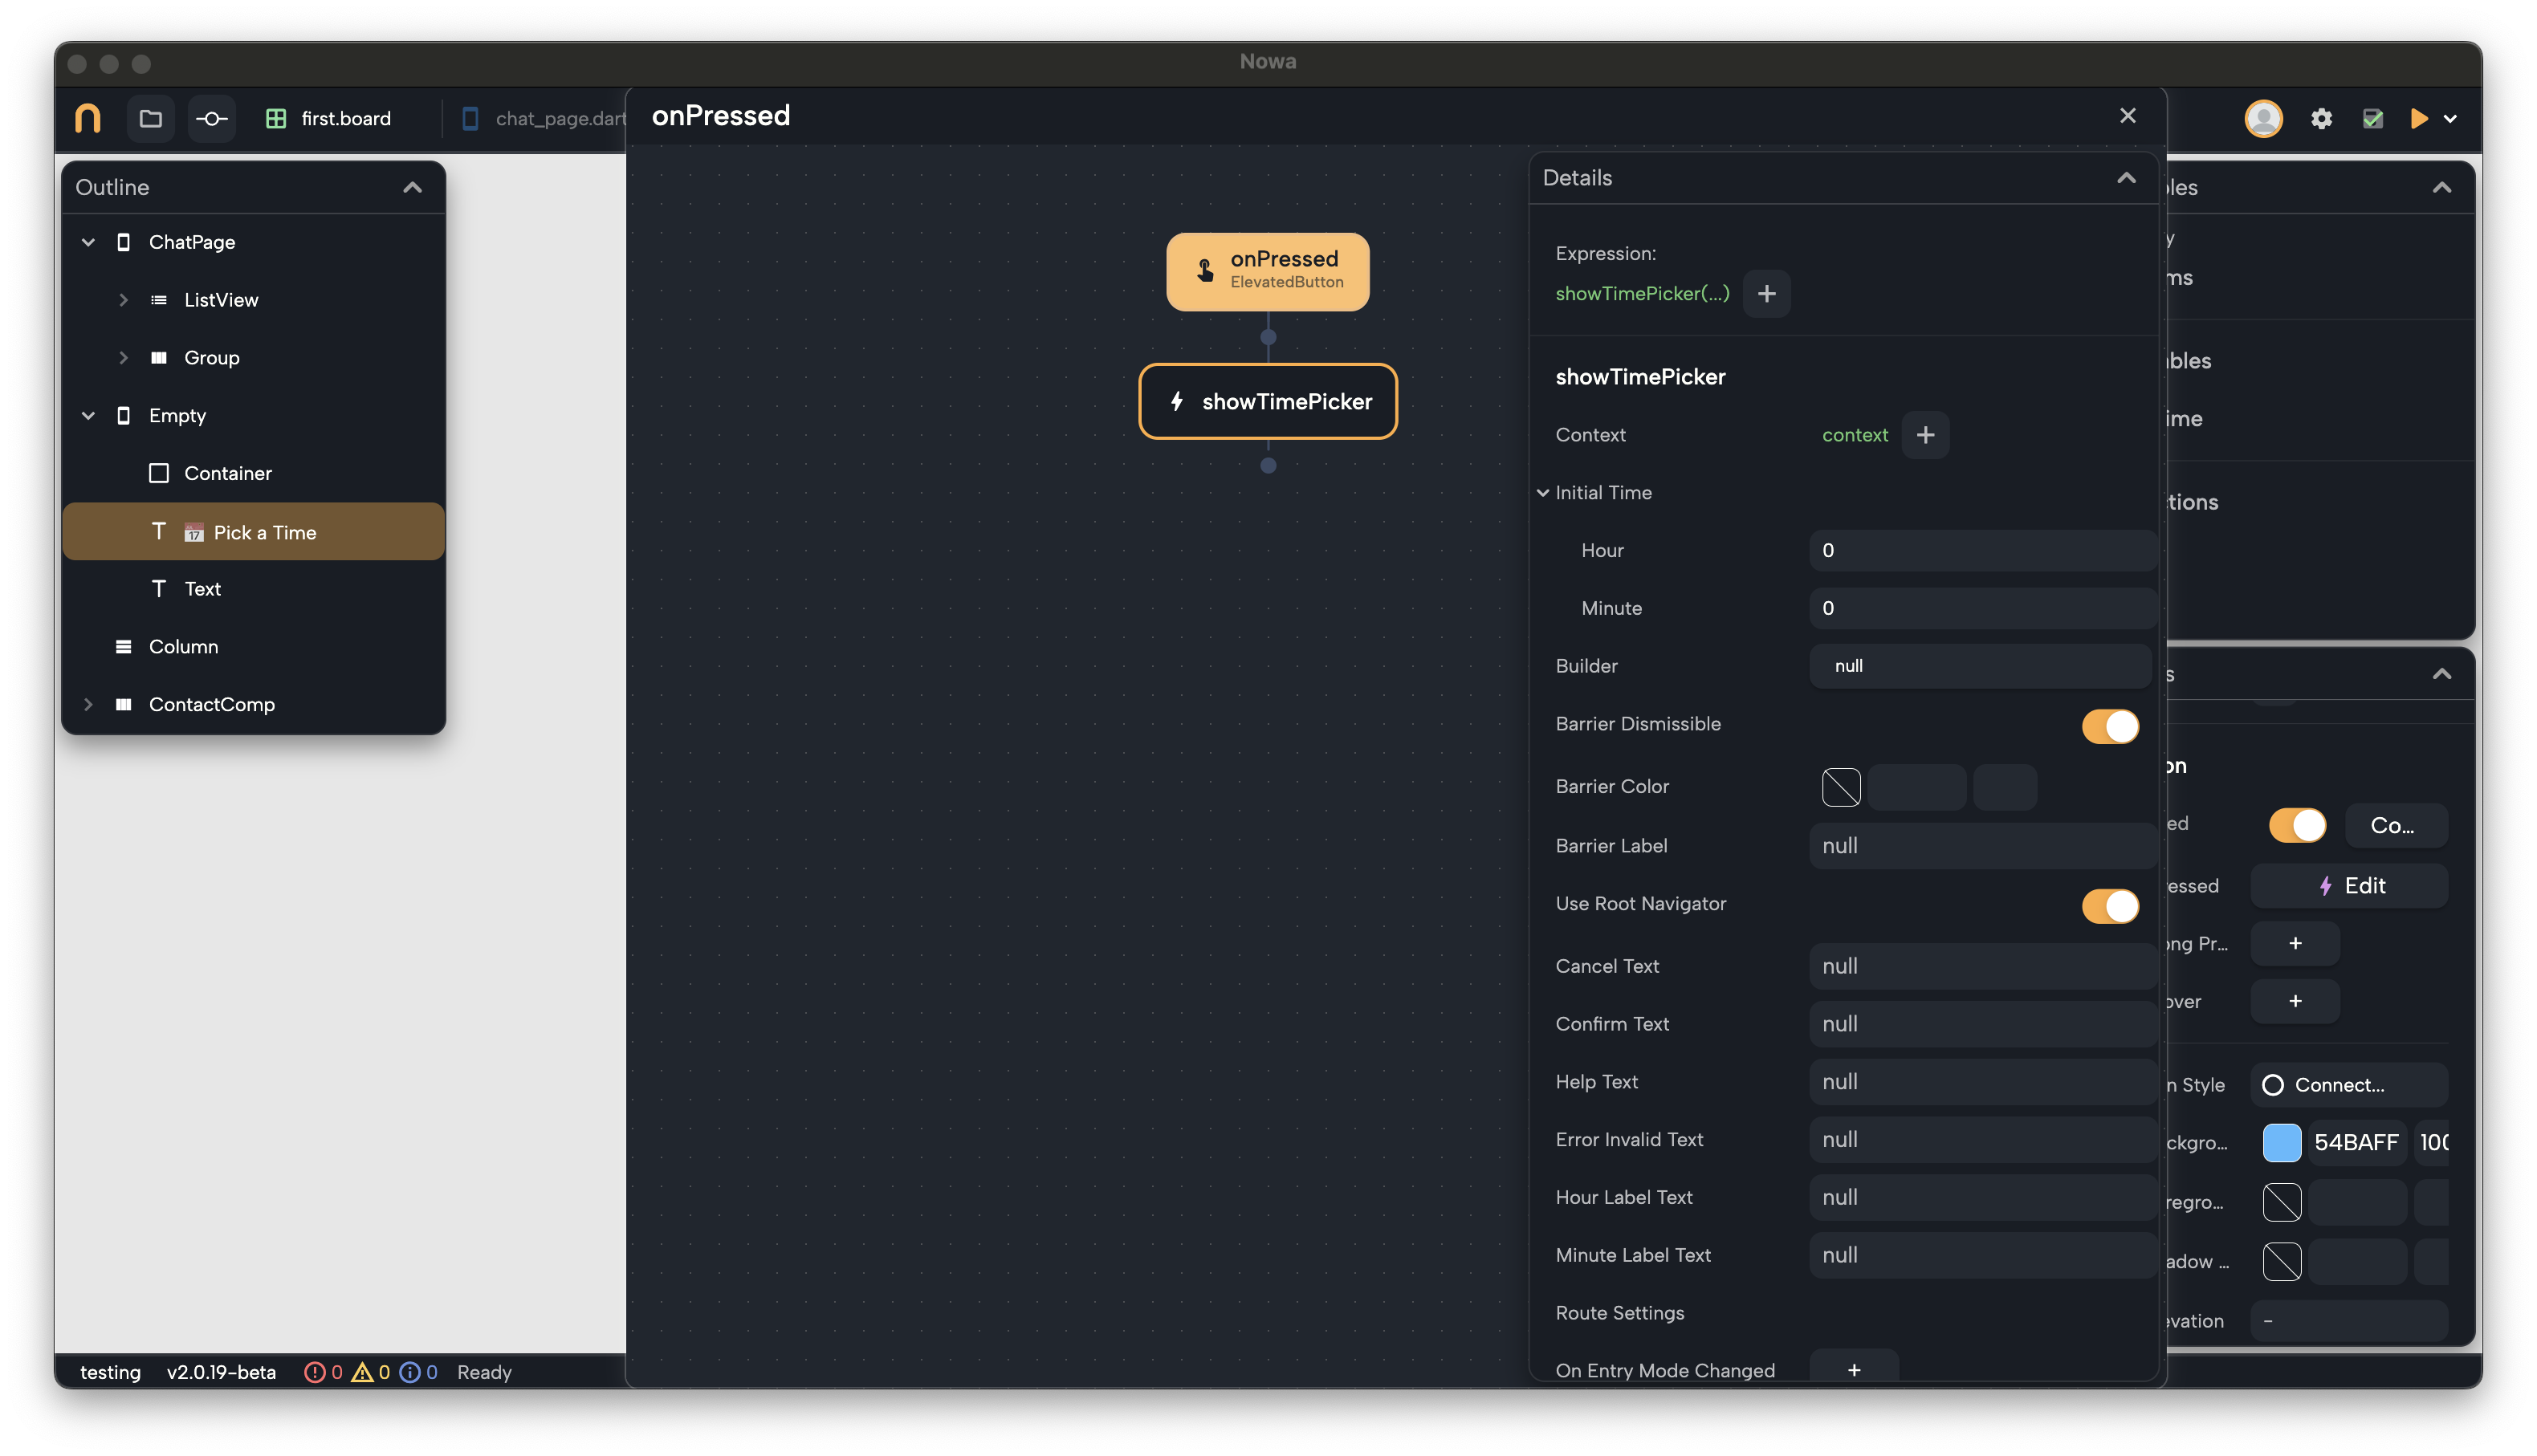 Nowa
first.board
chat_page.dart
onPressed
Outline
ChatPage
ListView
Group
Empty
Container
17 Pick a Time
Text
Column
ContactComp
onPressed
ElevatedButton
showTimePicker
Details
Expression:
showTimePicker(...)
showTimePicker
Context context
Initial Time
Hour 0
Minute 0
Builder null
Barrier Dismissible
Barrier Color
Barrier Label null
Use Root Navigator
Cancel Text null
Confirm Text null
Help Text null
Error Invalid Text null
Hour Label Text null
Minute Label Text null
Route Settings
On Entry Mode Changed +
les
y
ms
bles
ime
tions
s
on
ed Co...
essed Edit
ong Pr... +
over +
n Style Connect...
ckgro... 54BAFF 100
regro...
adow ...
evation –
testing v2.0.19-beta 0 0 0 Ready